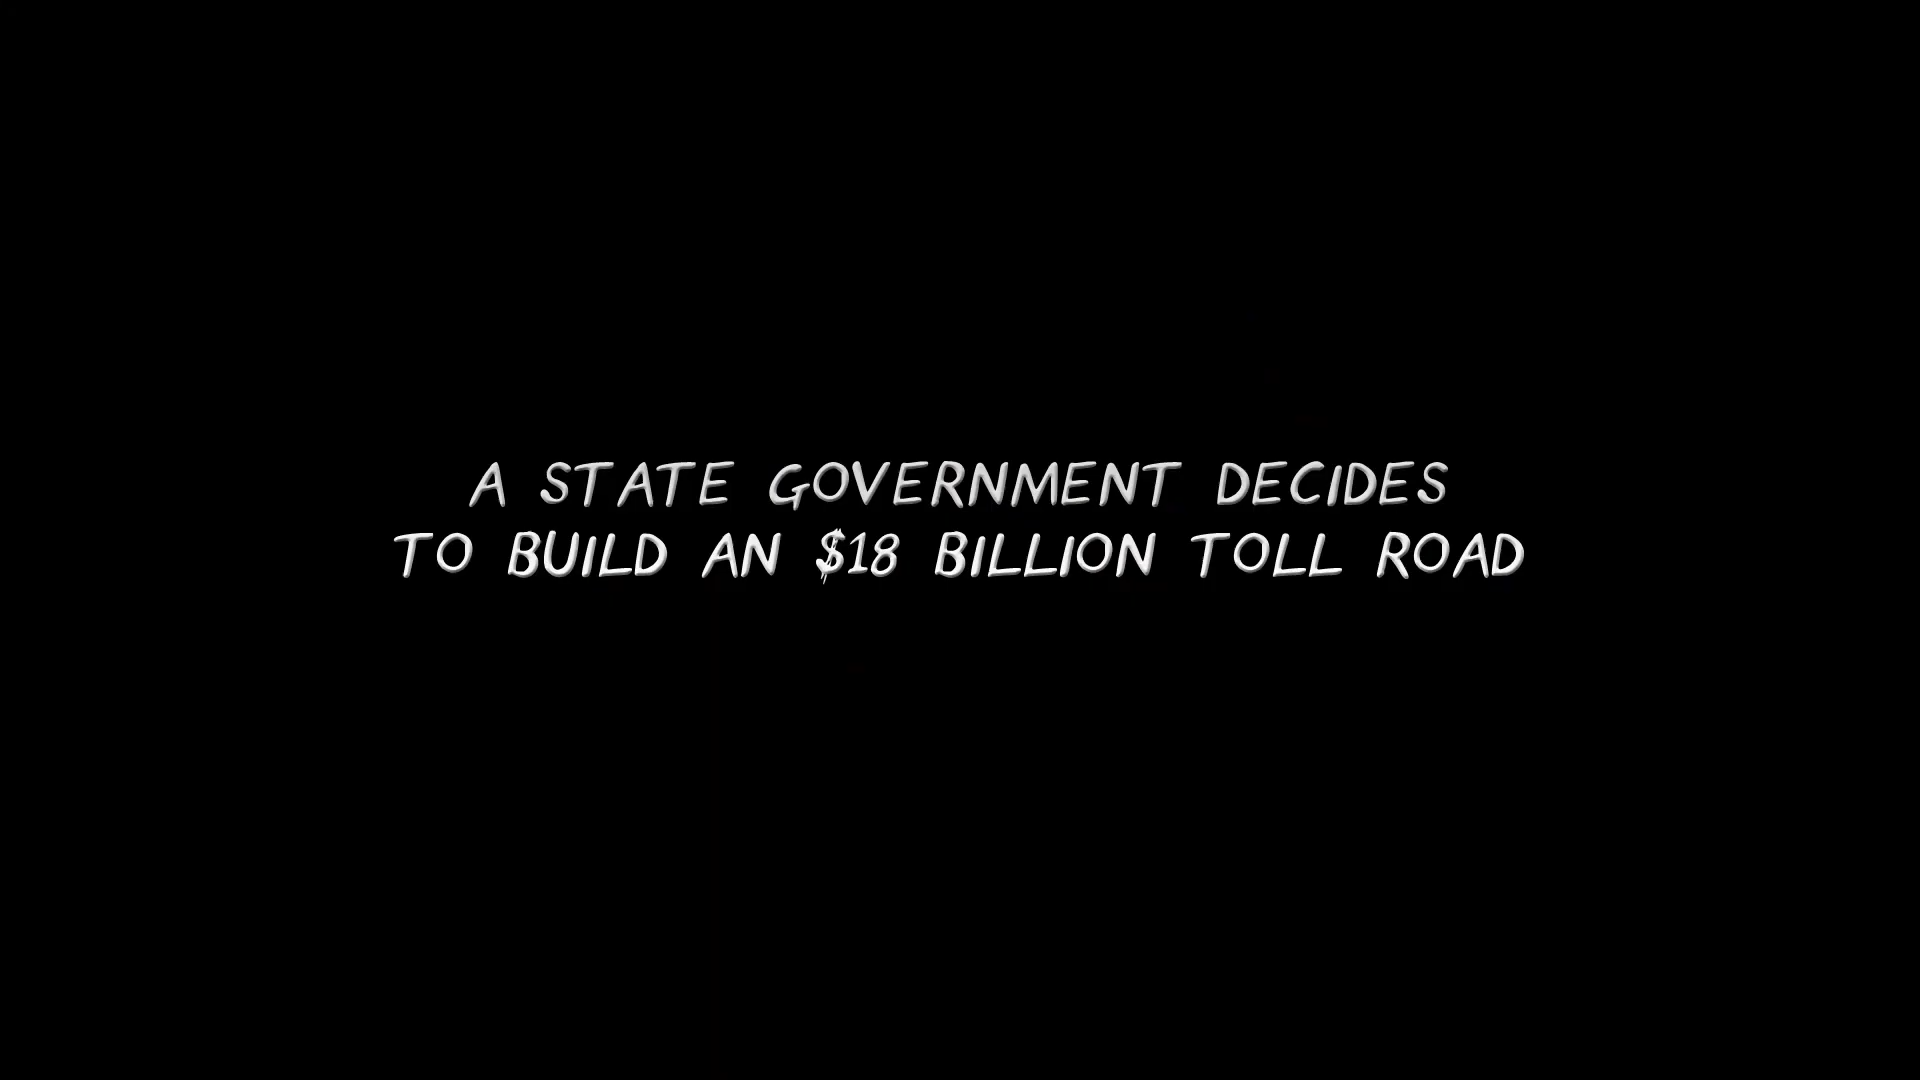 A STATE GOVERNMENT DECIDES
TO BUILD AN $18 BILLION TOLL ROAD